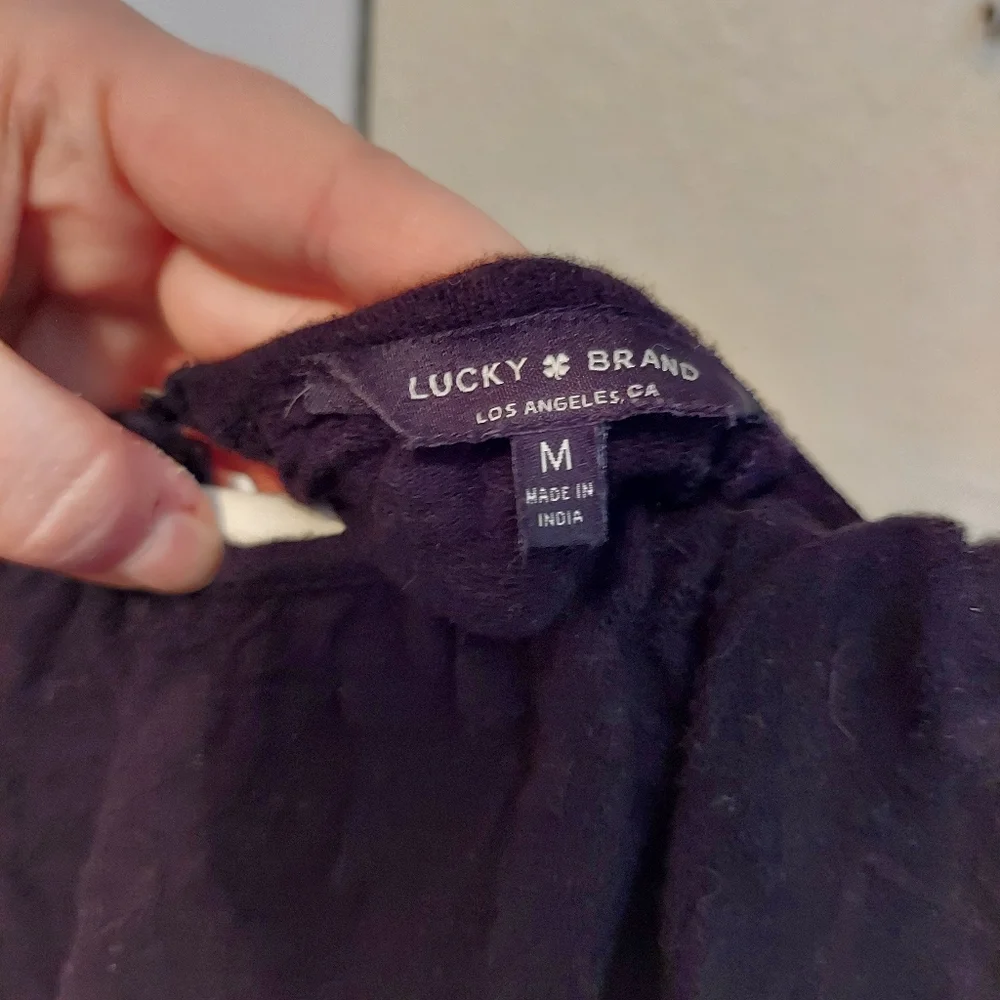 LUCKY BRAND
LOS ANGELES, CA
M
MADE IN
INDIA